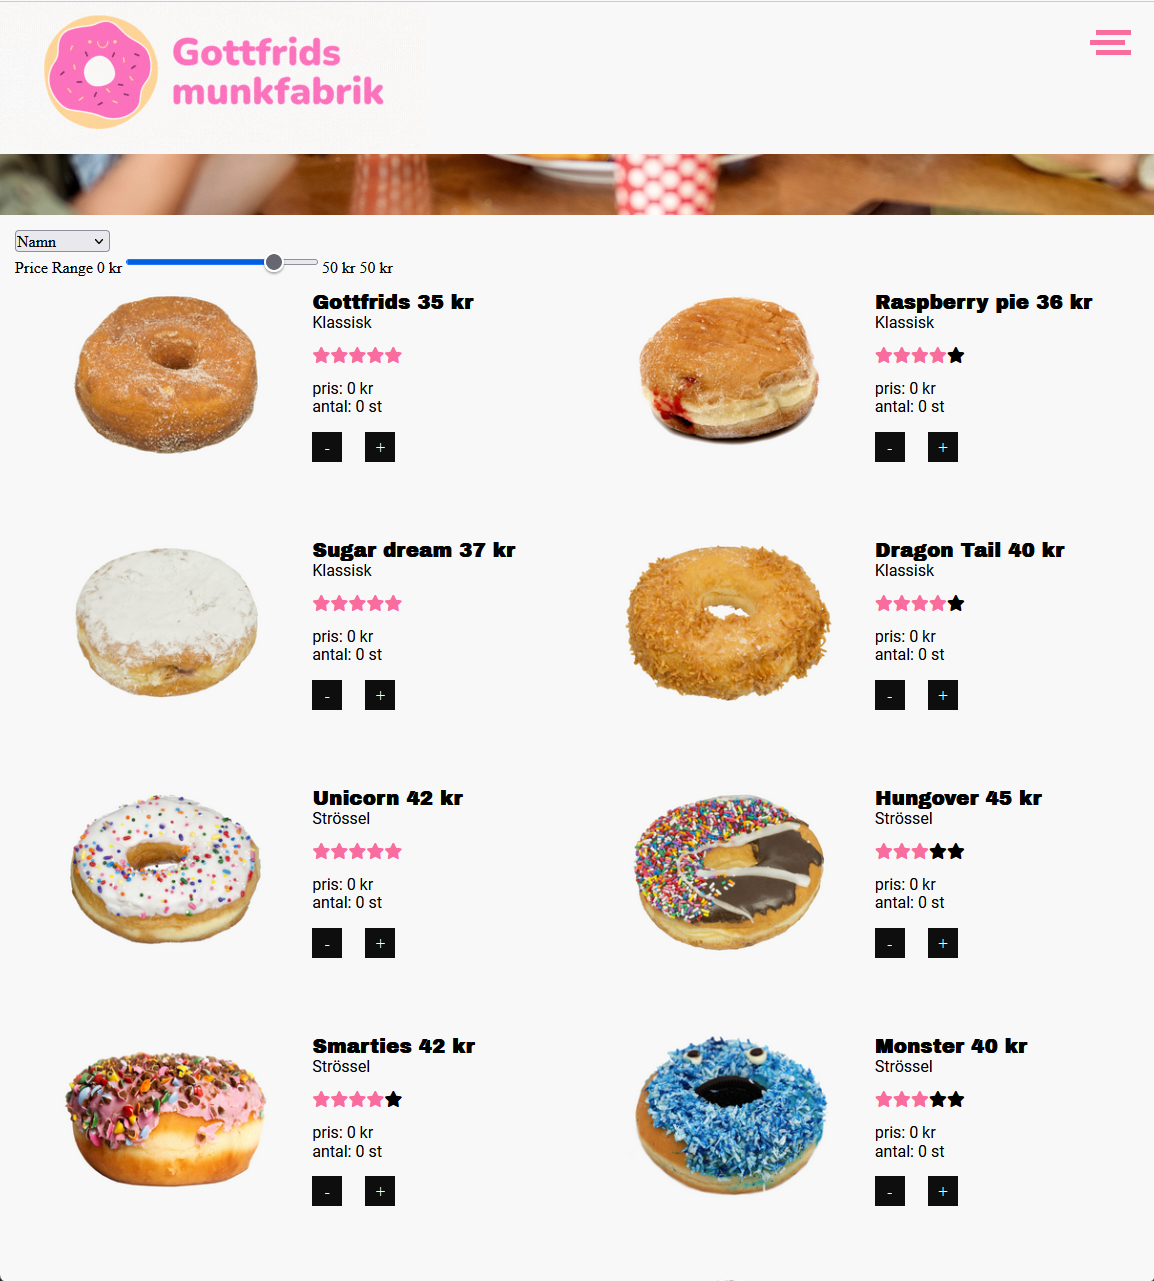 Gottfrids
munkfabrik
Namn
Price Range 0 kr 50 kr 50 kr
Gottfrids 35 kr
Klassisk
pris: 0 kr
antal: 0 st
- +
Raspberry pie 36 kr
Klassisk
pris: 0 kr
antal: 0 st
- +
Sugar dream 37 kr
Klassisk
pris: 0 kr
antal: 0 st
- +
Dragon Tail 40 kr
Klassisk
pris: 0 kr
antal: 0 st
- +
Unicorn 42 kr
Strössel
pris: 0 kr
antal: 0 st
- +
Hungover 45 kr
Strössel
pris: 0 kr
antal: 0 st
- +
Smarties 42 kr
Strössel
pris: 0 kr
antal: 0 st
- +
Monster 40 kr
Strössel
pris: 0 kr
antal: 0 st
- +